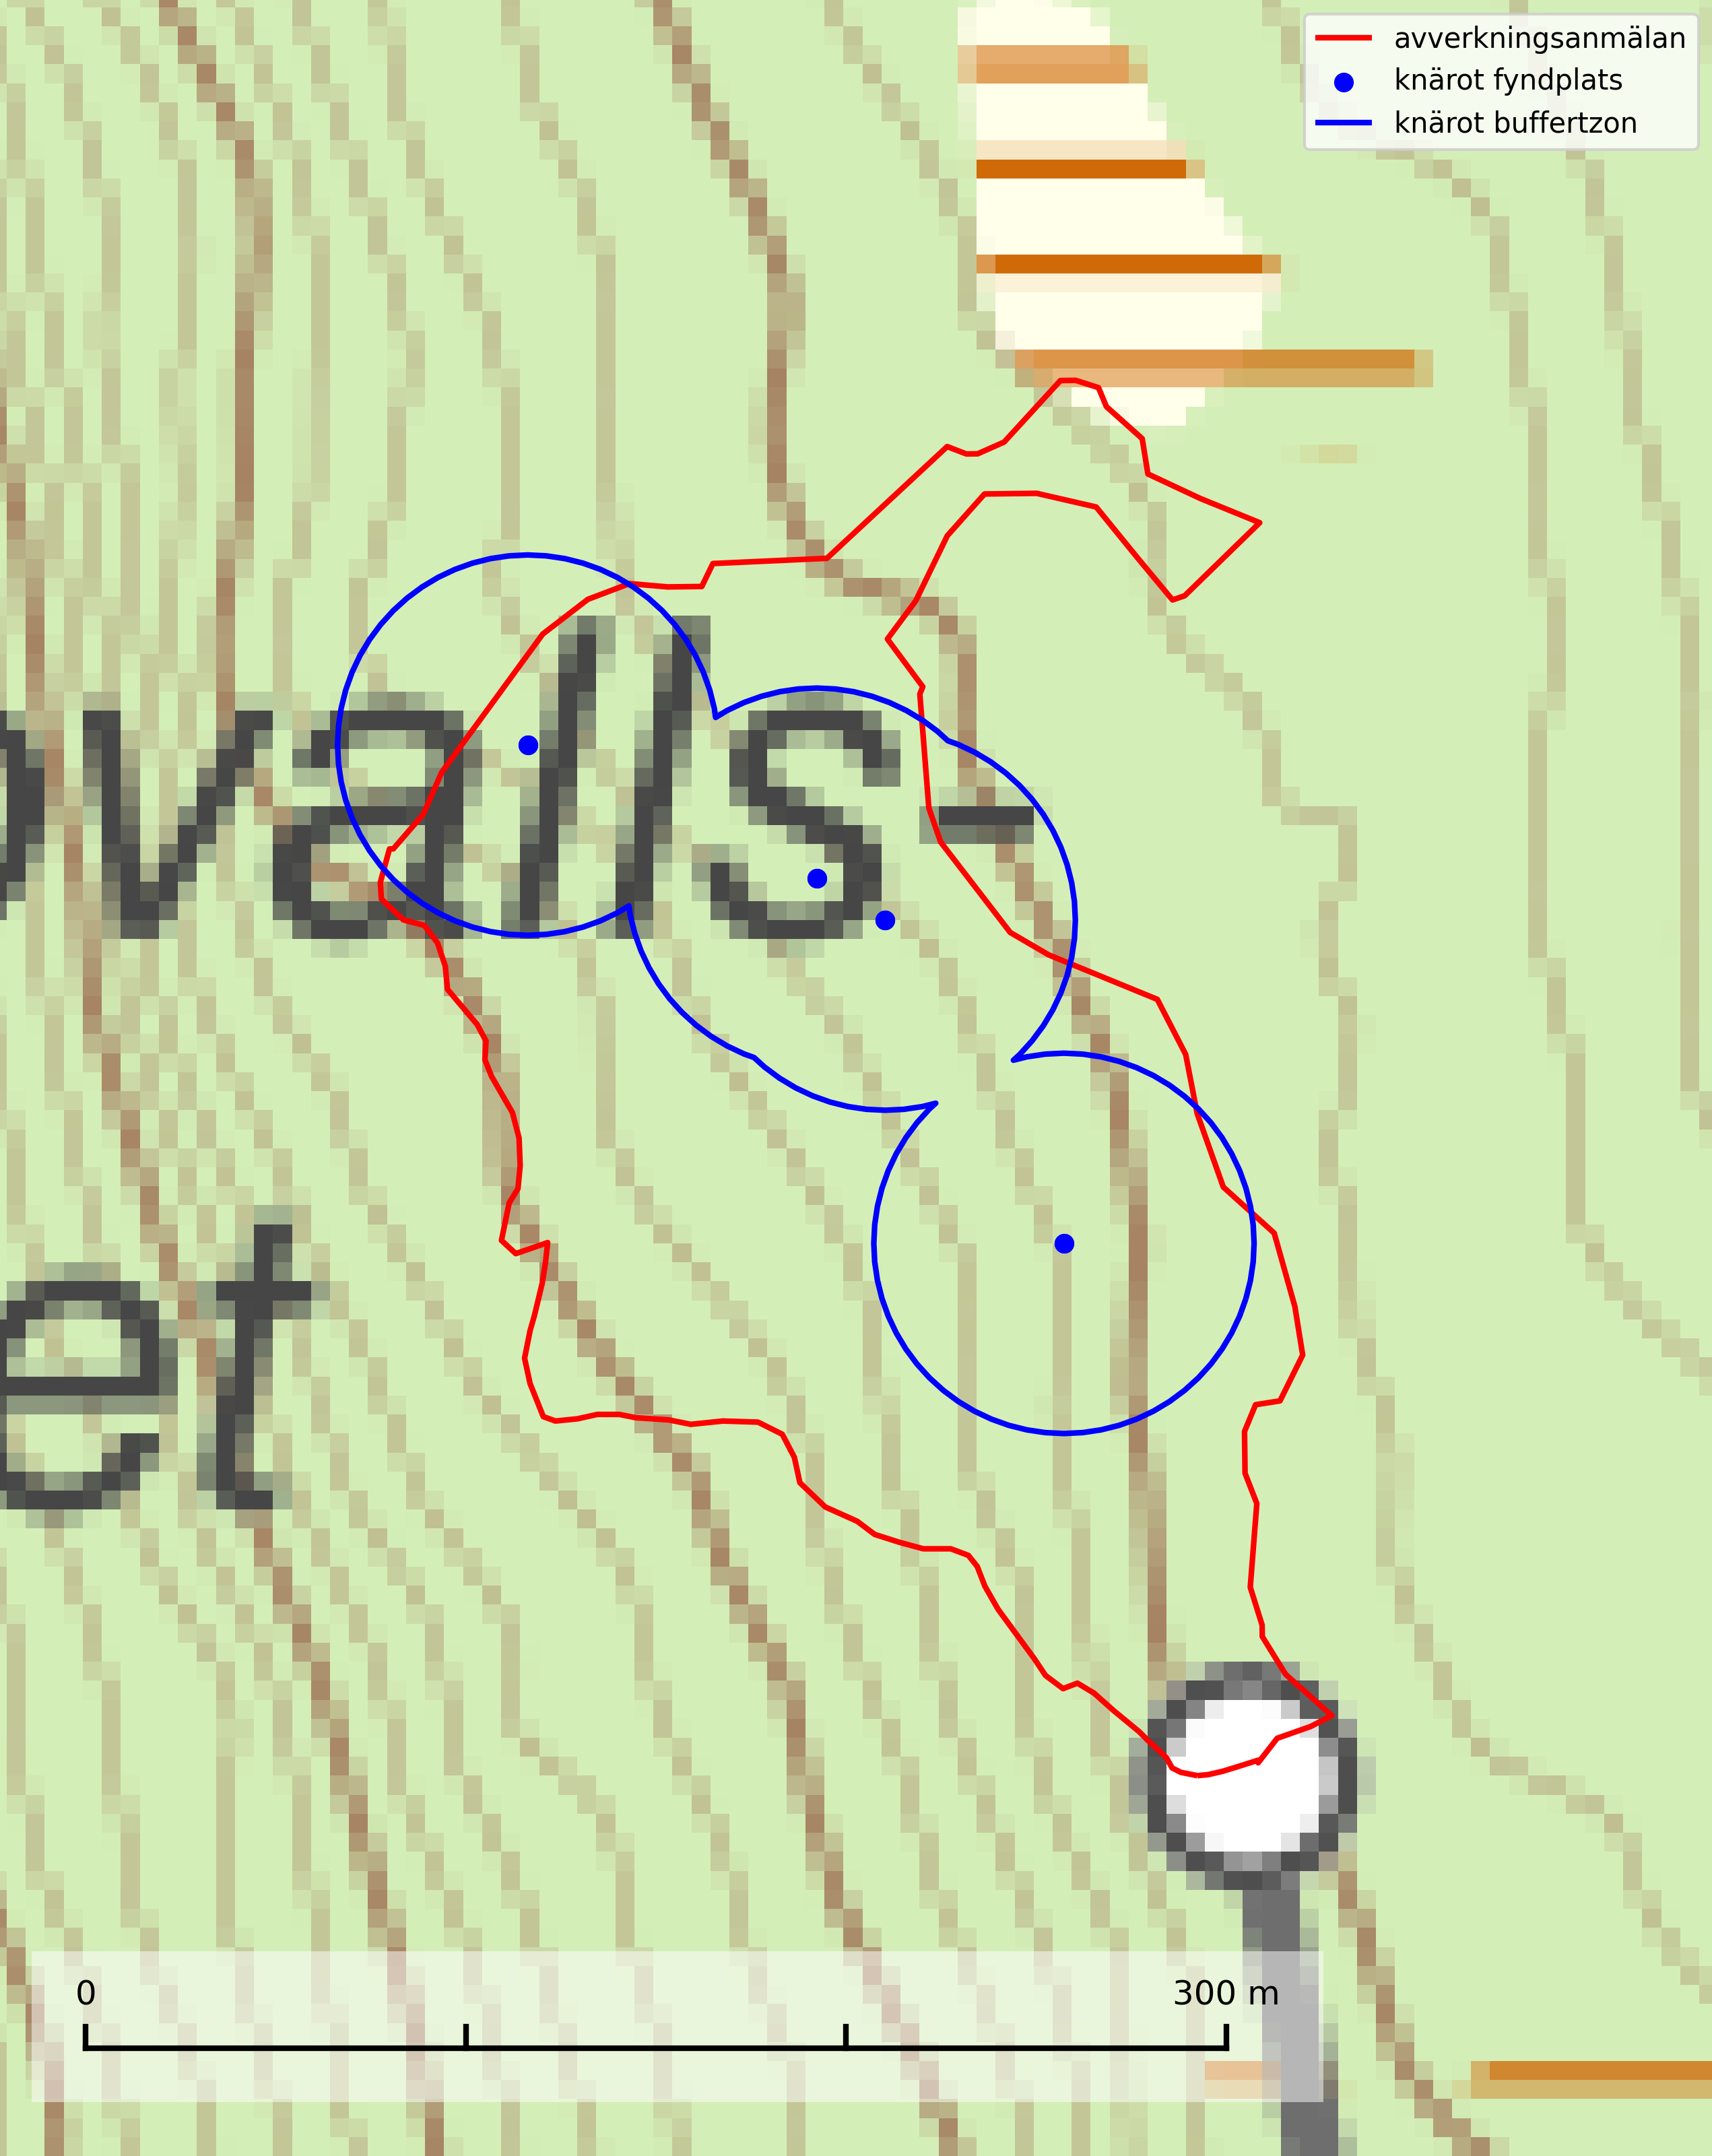 avverkningsanmälan
knärot fyndplats
knärot buffertzon
valls-
et
0 300 m